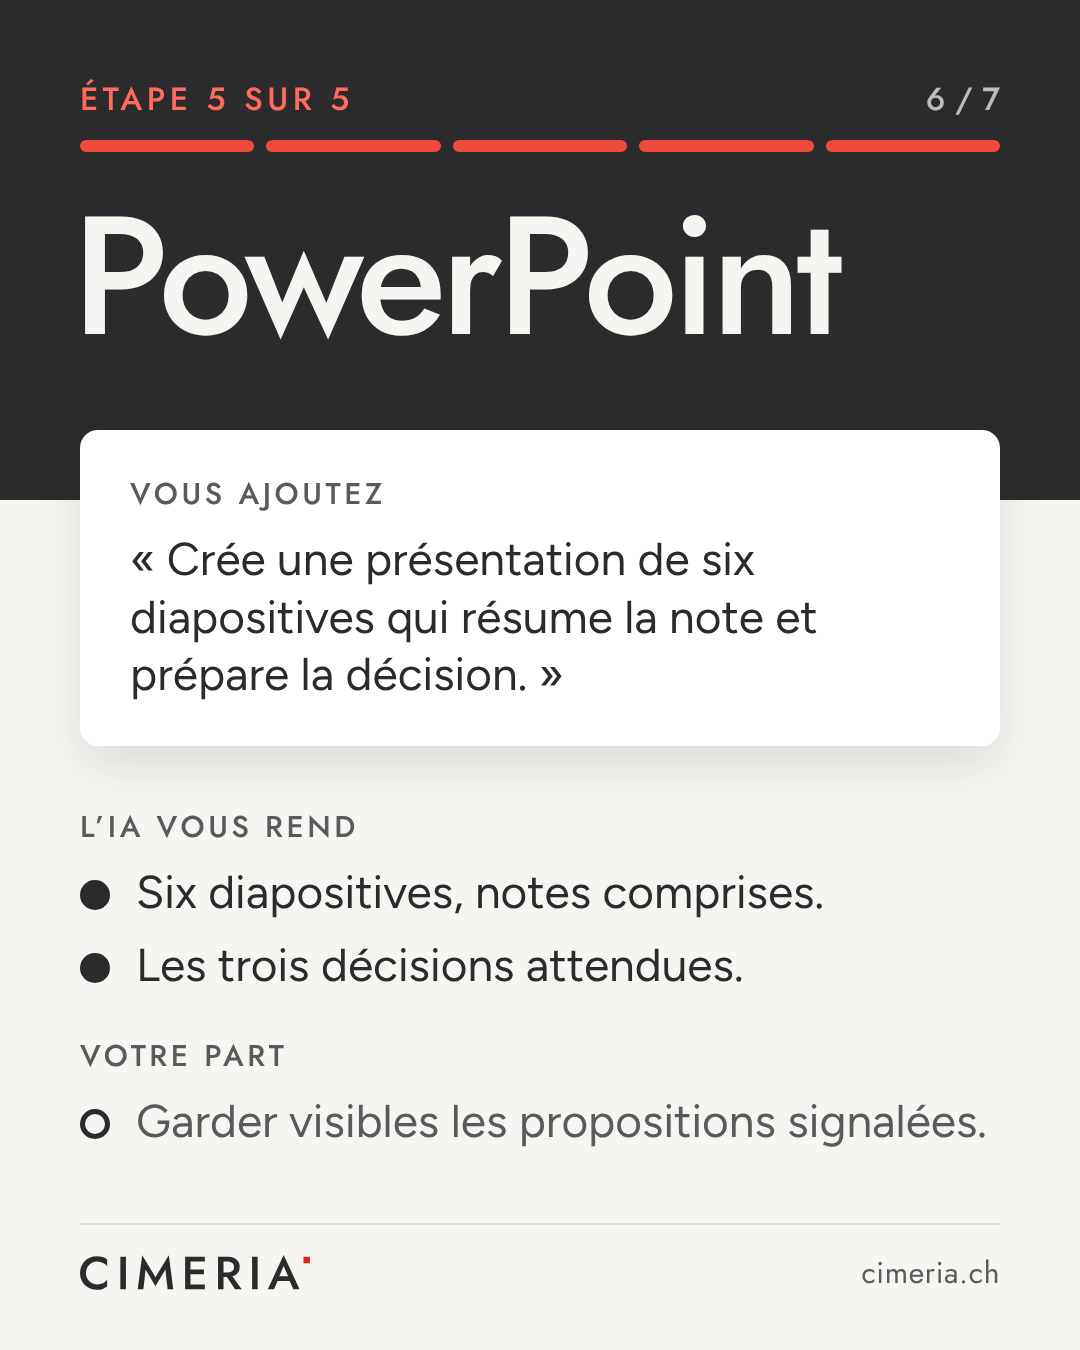 ÉTAPE 5 SUR 5
6 / 7
PowerPoint
VOUS AJOUTEZ
« Crée une présentation de six
diapositives qui résume la note et
prépare la décision. »
L’IA VOUS REND
Six diapositives, notes comprises.
Les trois décisions attendues.
VOTRE PART
Garder visibles les propositions signalées.
CIMERIA
cimeria.ch